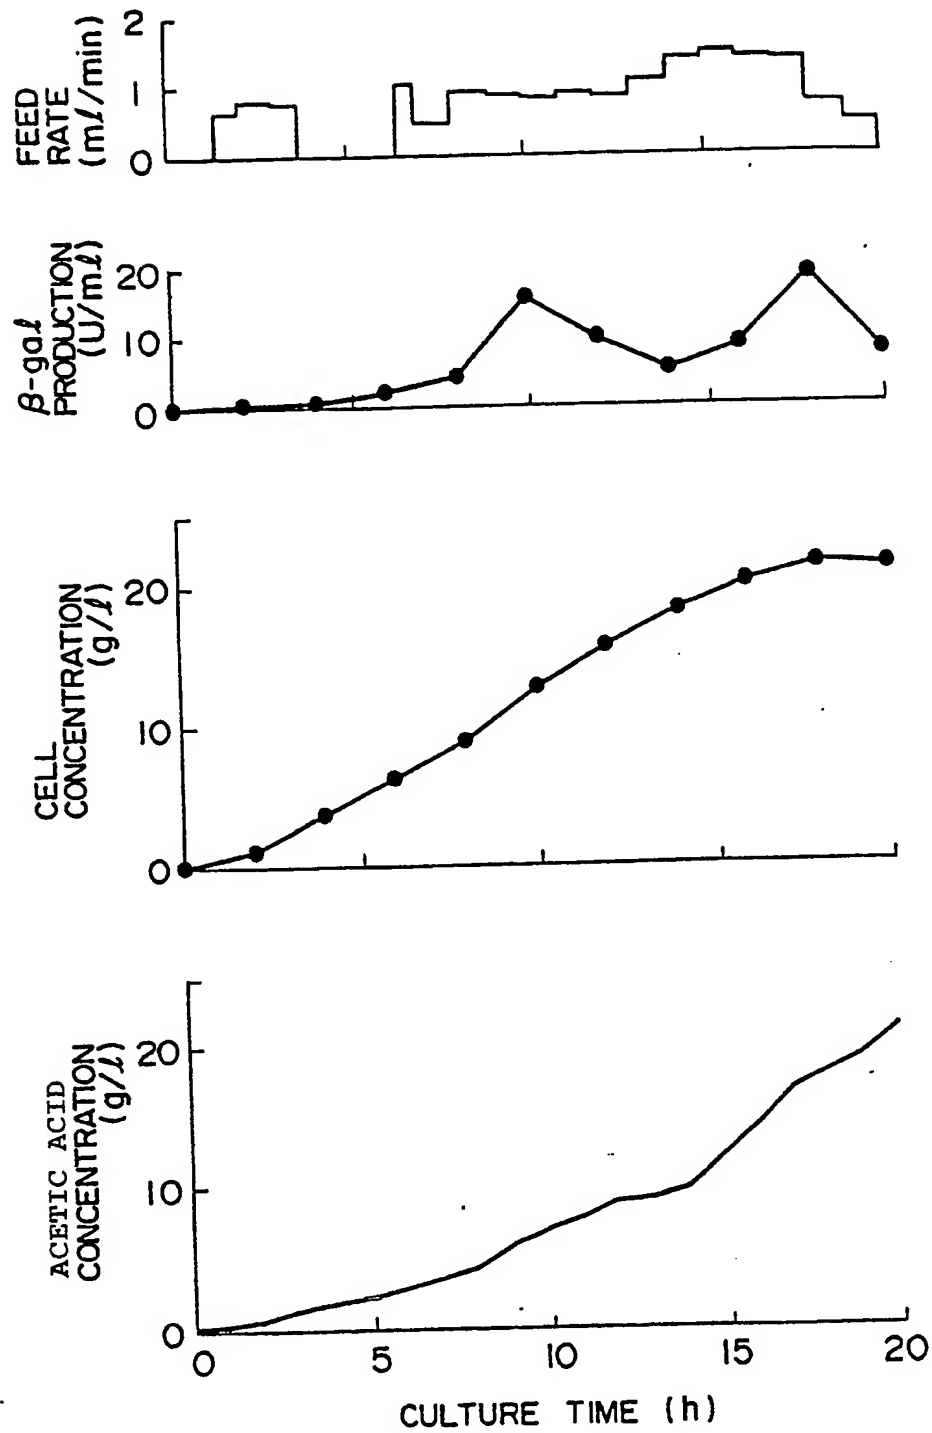 FEED
RATE
(ml/min)
2
1
0
β-gal
PRODUCTION
(U/ml)
20
10
0
CELL
CONCENTRATION
(g/l)
20
10
0
ACETIC ACID
CONCENTRATION
(g/l)
20
10
0
0 5 10 15 20
CULTURE TIME (h)